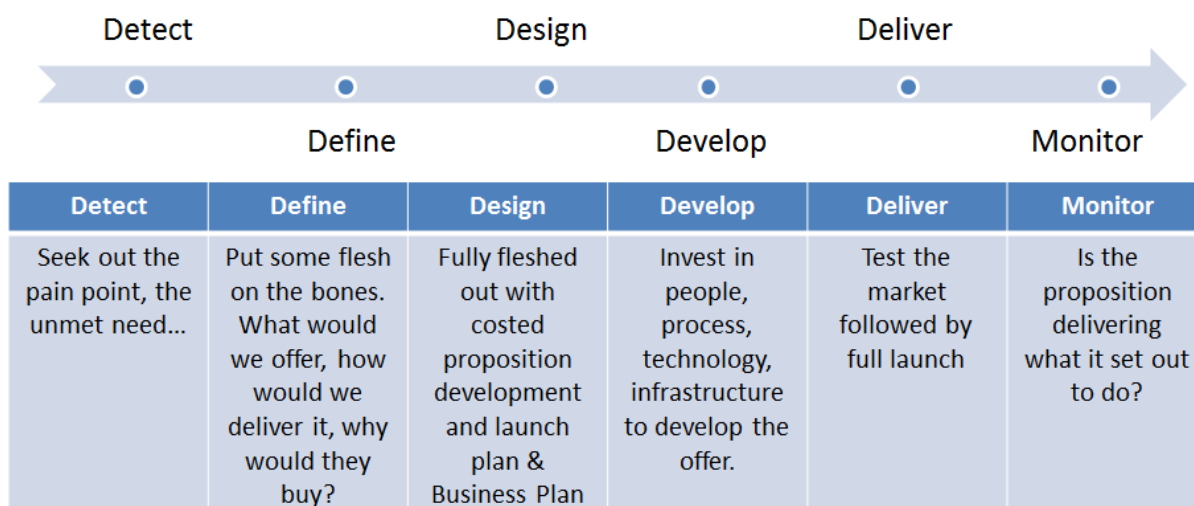 Detect
Design
Deliver
Define
Develop
Monitor
Detect
Define
Design
Develop
Deliver
Monitor
Seek out the
pain point, the
unmet need...
Put some flesh
on the bones.
What would
we offer, how
would we
deliver it, why
would they
buy?
Fully fleshed
out with
costed
proposition
development
and launch
plan &
Business Plan
Invest in
people,
process,
technology,
infrastructure
to develop the
offer.
Test the
market
followed by
full launch
Is the
proposition
delivering
what it set out
to do?